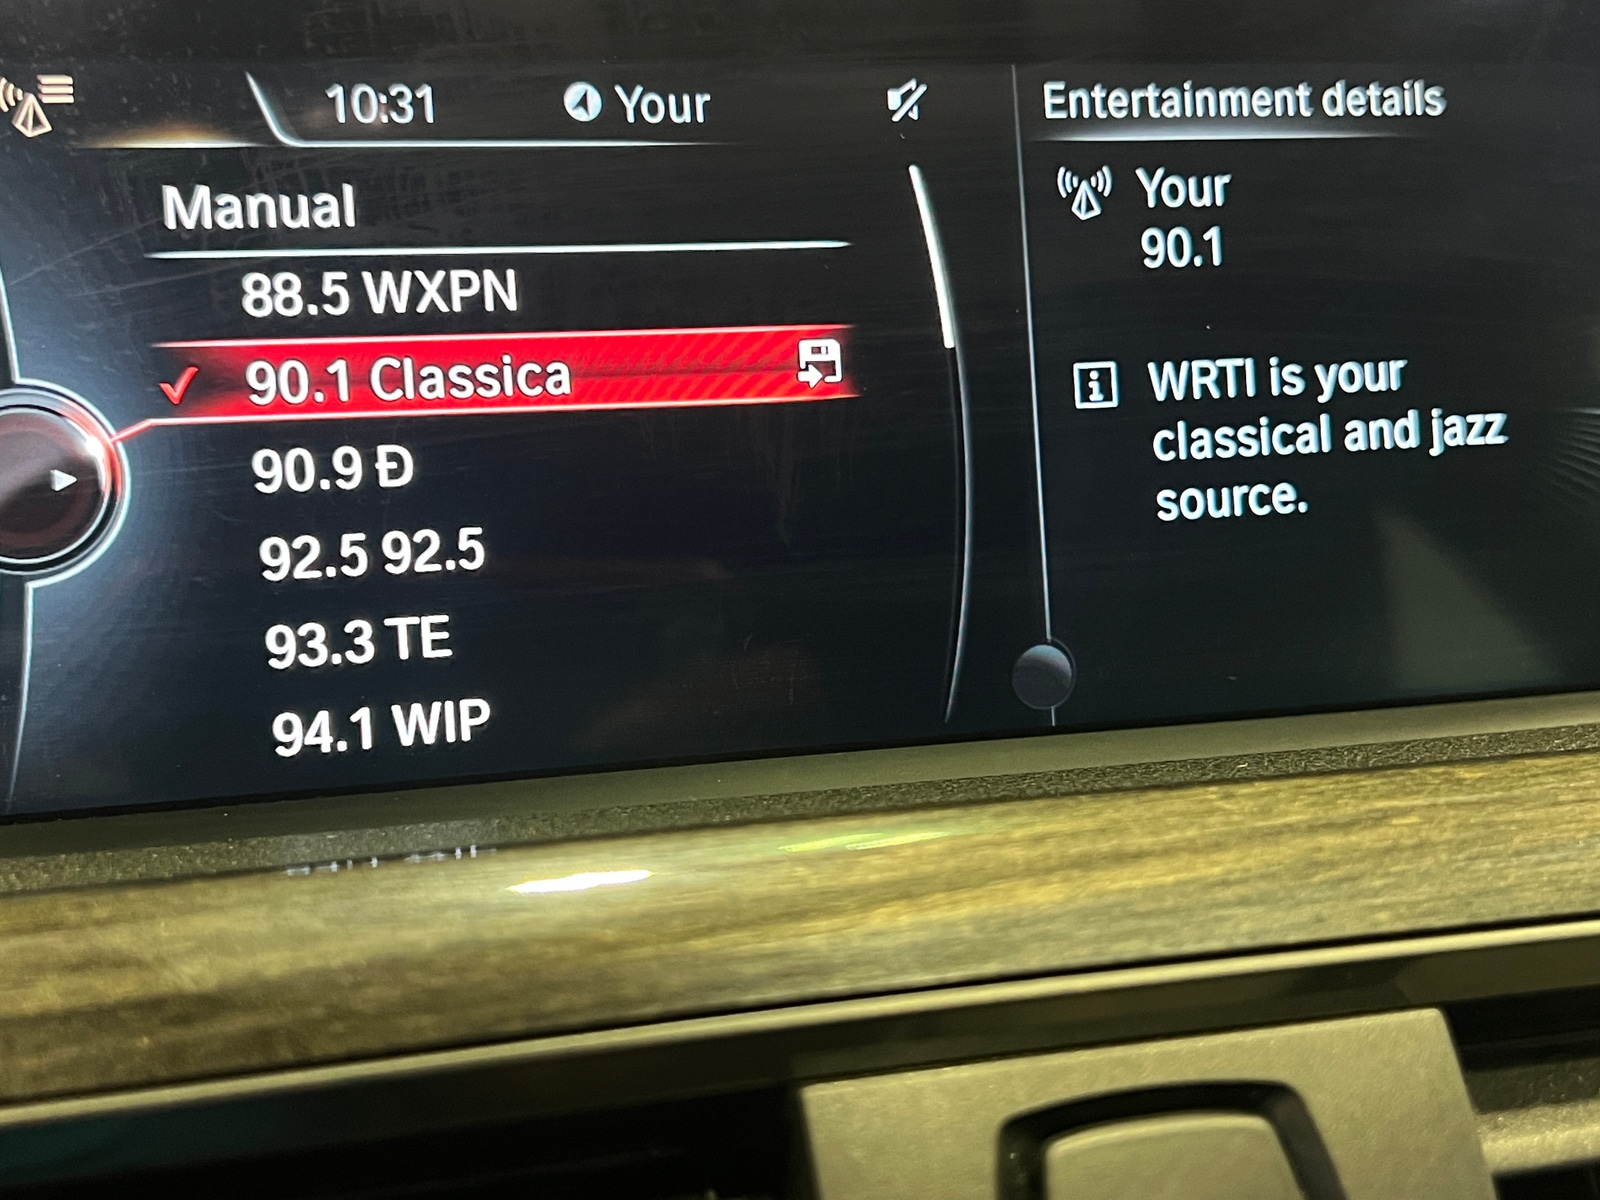 10:31 Your
Manual
88.5 WXPN
90.1 Classica
90.9 Đ
92.5 92.5
93.3 TE
94.1 WIP
Entertainment details
Your
90.1
WRTI is your
classical and jazz
source.